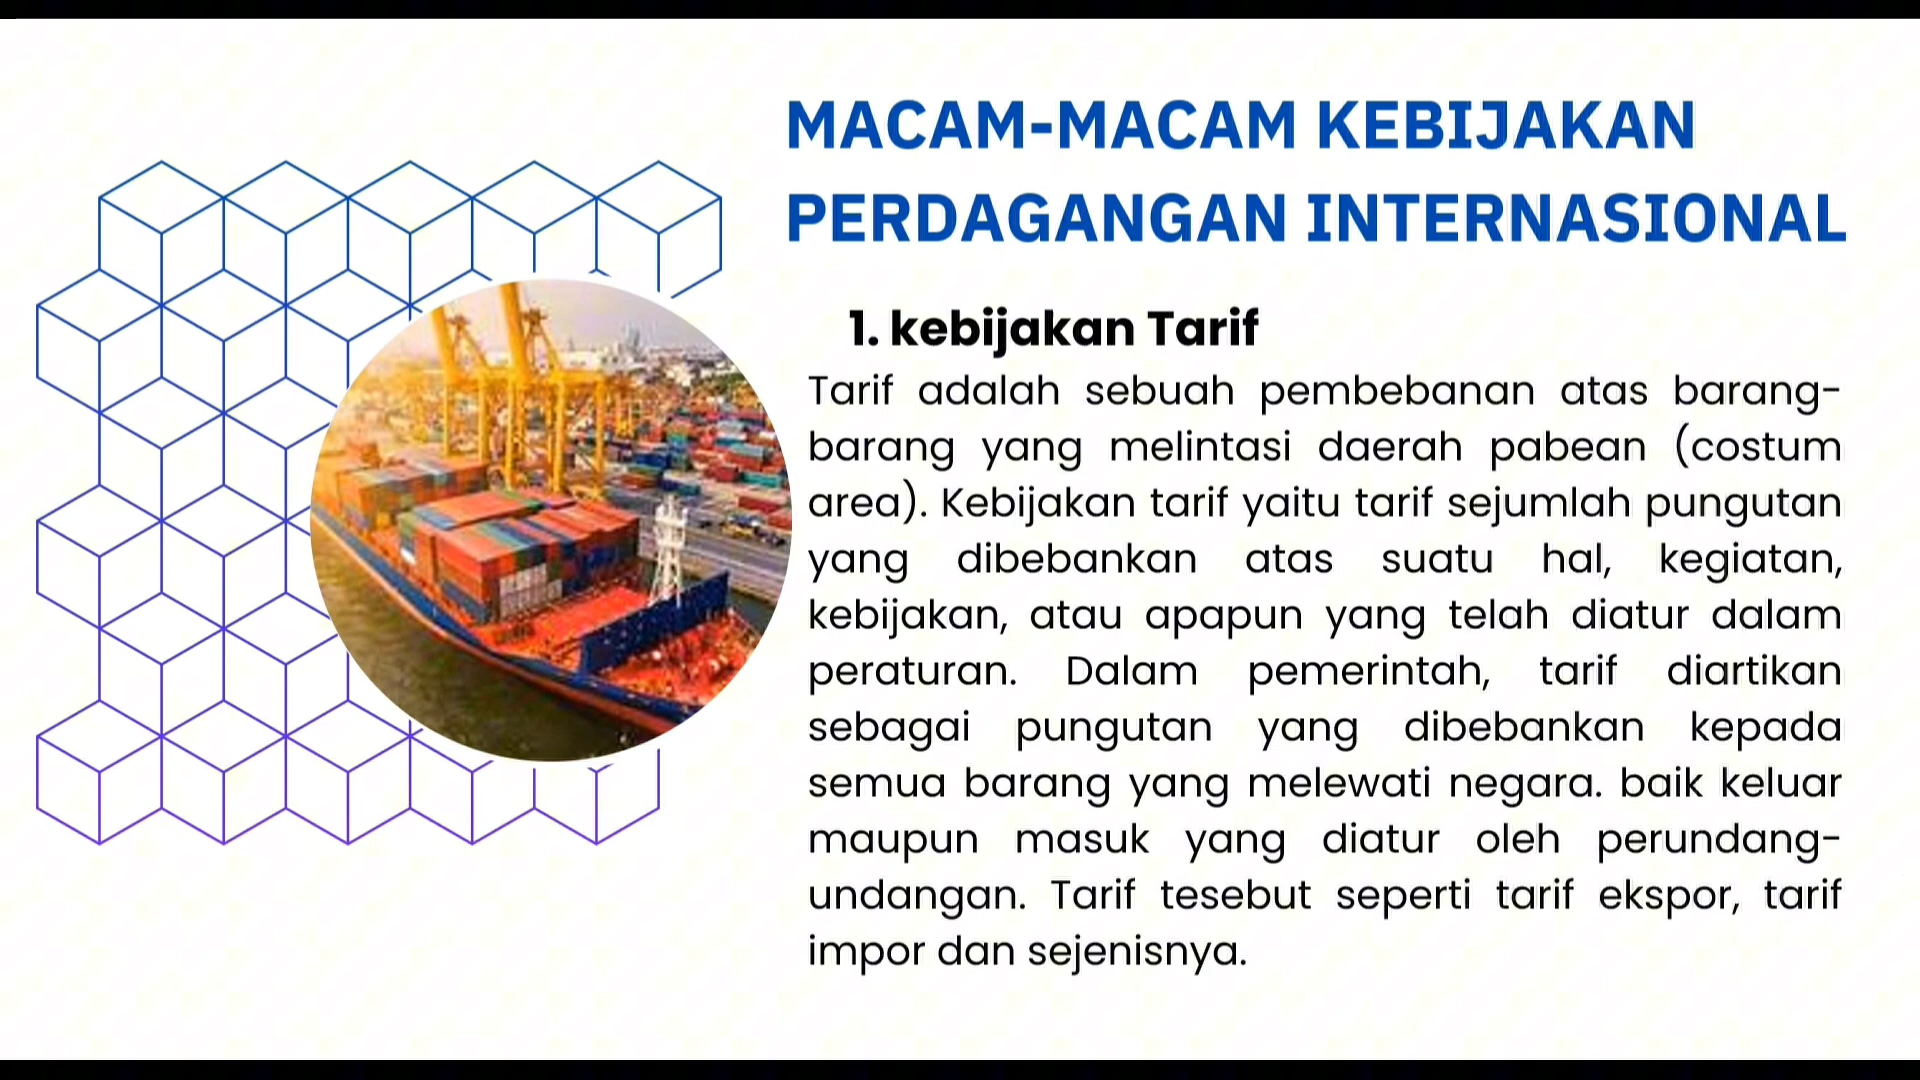 MACAM-MACAM KEBIJAKAN
PERDAGANGAN INTERNASIONAL
1. kebijakan Tarif
Tarif adalah sebuah pembebanan atas barang-
barang yang melintasi daerah pabean (costum
area). Kebijakan tarif yaitu tarif sejumlah pungutan
yang dibebankan atas suatu hal, kegiatan,
kebijakan, atau apapun yang telah diatur dalam
peraturan. Dalam pemerintah, tarif diartikan
sebagai pungutan yang dibebankan kepada
semua barang yang melewati negara. baik keluar
maupun masuk yang diatur oleh perundang-
undangan. Tarif tesebut seperti tarif ekspor, tarif
impor dan sejenisnya.